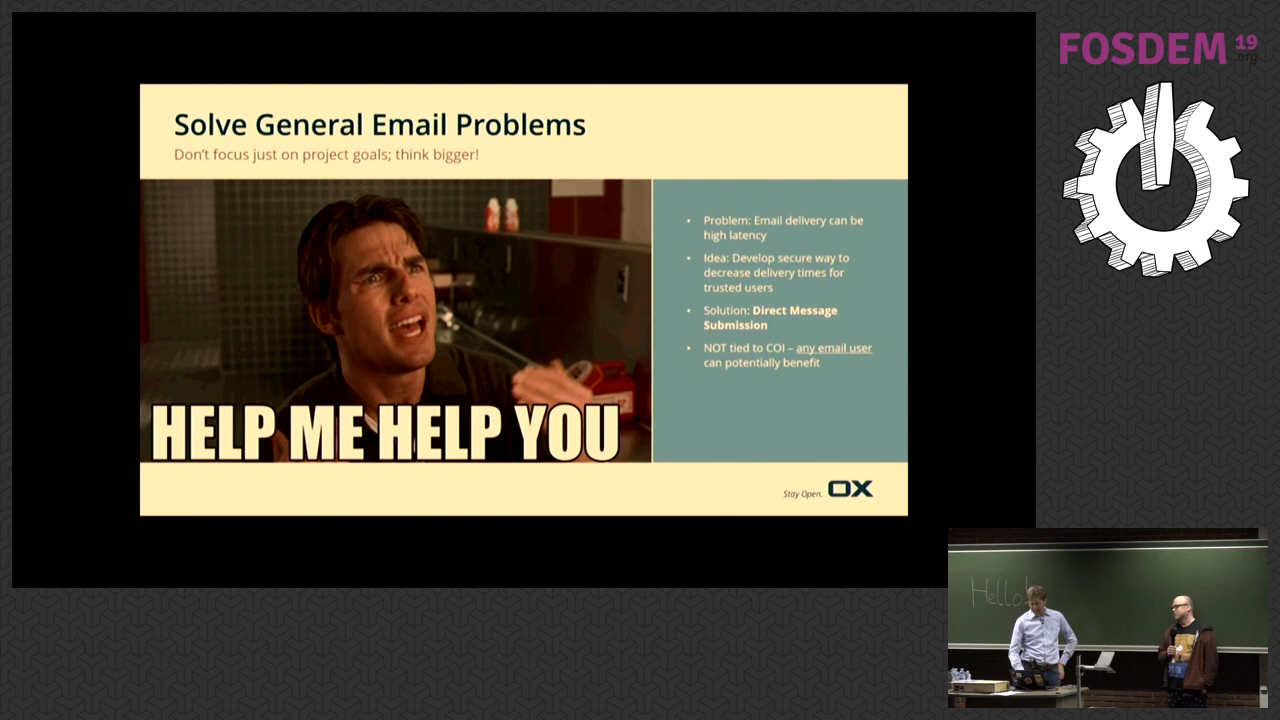 FOSDEM 19
.org
Solve General Email Problems
Don't focus just on project goals; think bigger!
• Problem: Email delivery can be
high latency
• Idea: Develop secure way to
decrease delivery times for
trusted users
• Solution: Direct Message
Submission
• NOT tied to COI – any email user
can potentially benefit
HELP ME HELP YOU
Stay Open. OX
Hello!